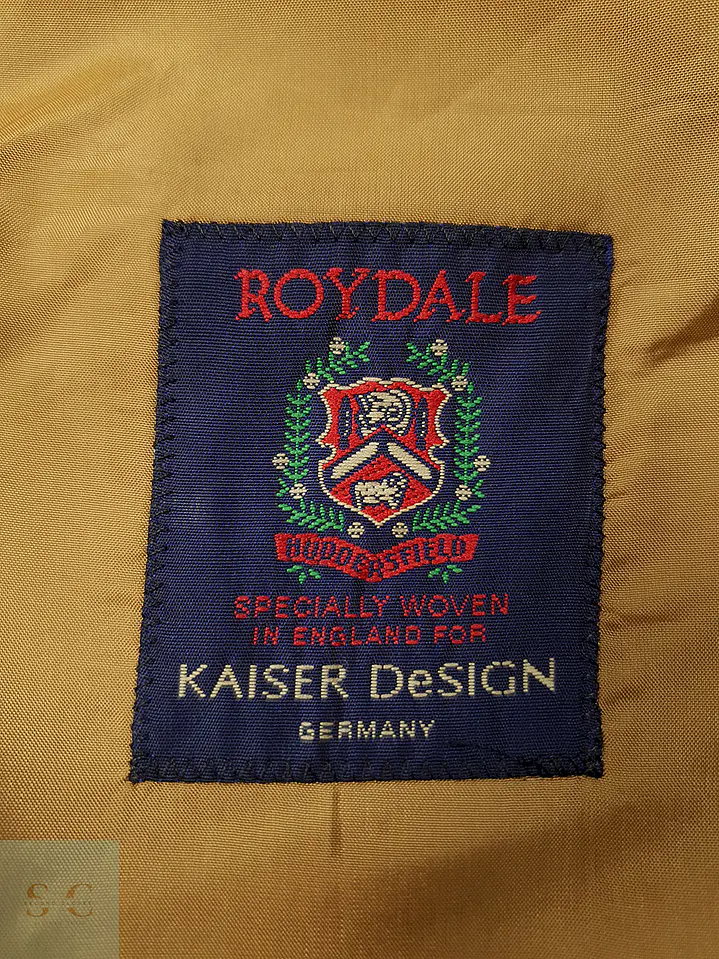 ROYDALE
HUDDERSFIELD
SPECIALLY WOVEN
IN ENGLAND FOR
KAISER DeSIGN
GERMANY
S C